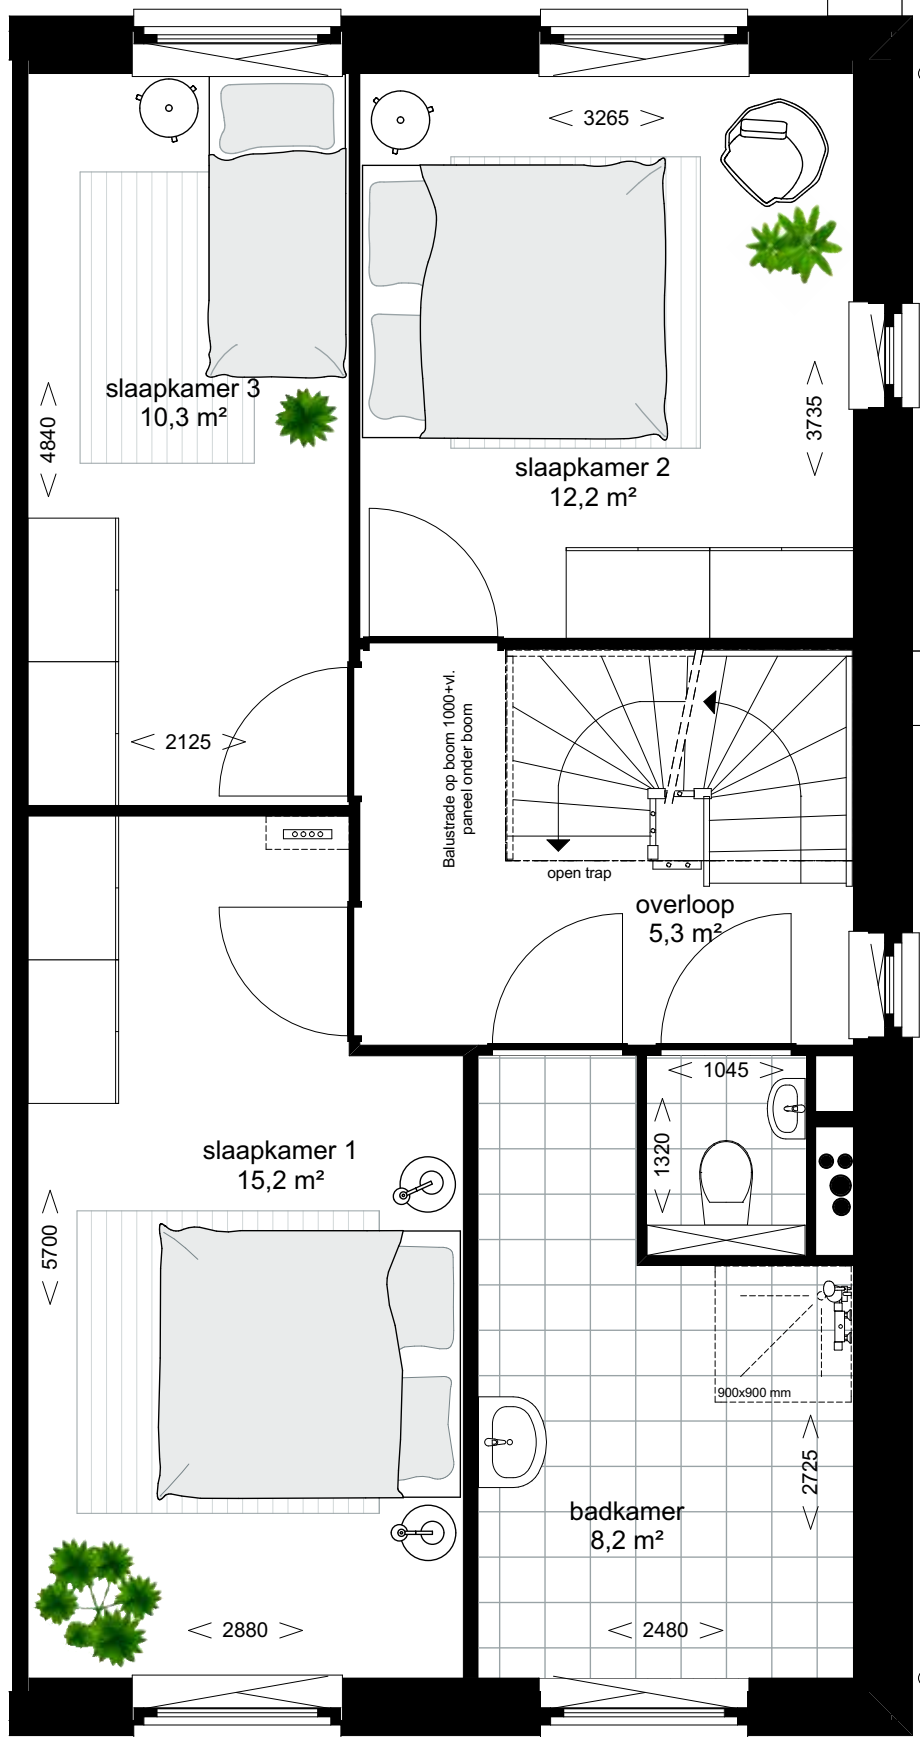 3265
slaapkamer 3
10,3 m²
4840
3735
slaapkamer 2
12,2 m²
2125
Balustrade op boom 1000+vl.
paneel onder boom
open trap
overloop
5,3 m²
1045
1320
slaapkamer 1
15,2 m²
5700
900x900 mm
2725
badkamer
8,2 m²
2880
2480